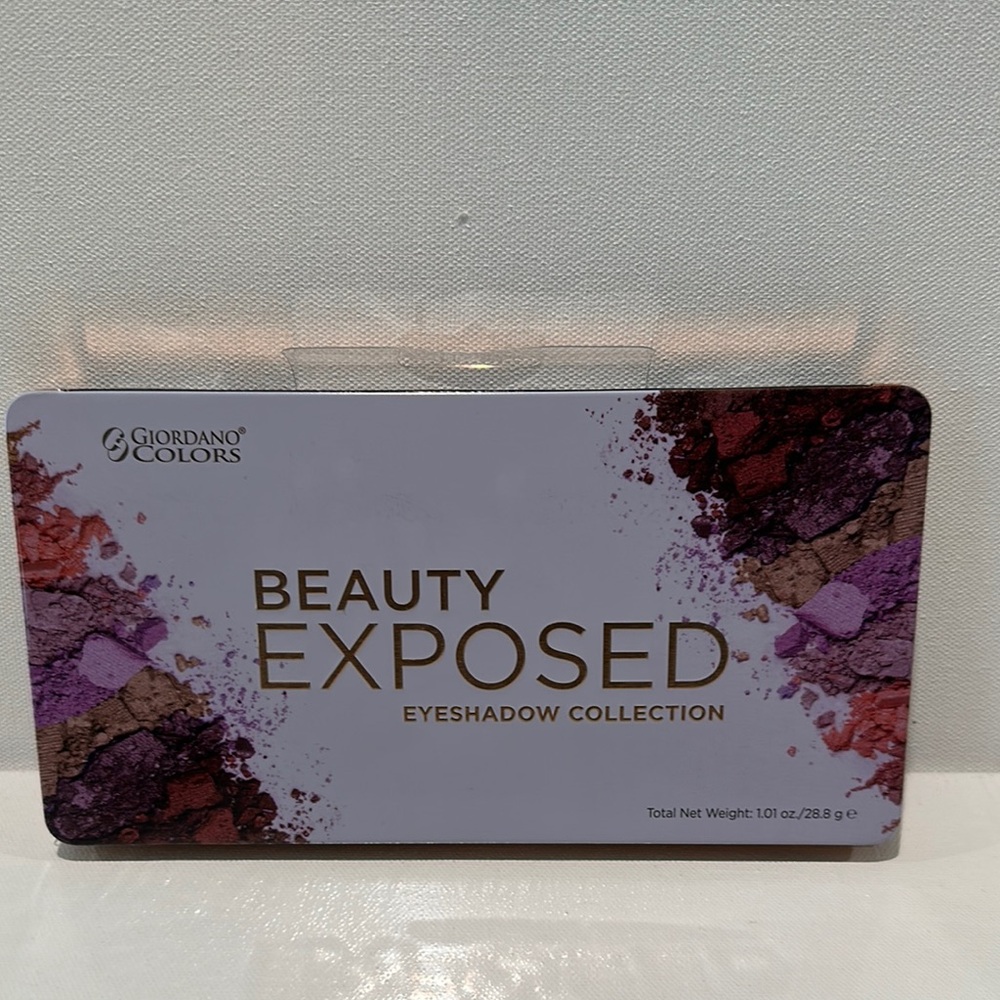 GIORDANO®
COLORS
BEAUTY
EXPOSED
EYESHADOW COLLECTION
Total Net Weight: 1.01 oz./28.8 g ℮